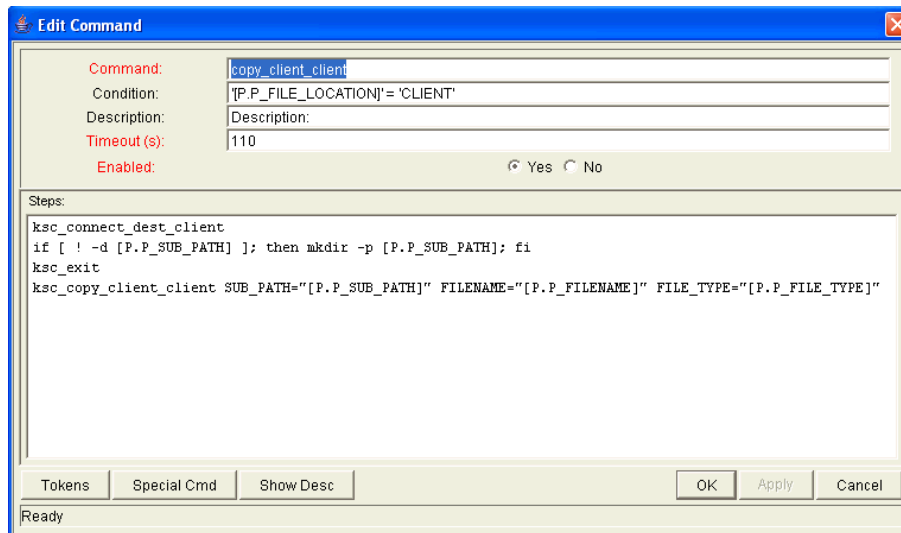 Edit Command
Command: copy_client_client
Condition: '[P.P_FILE_LOCATION]' = 'CLIENT'
Description: Description:
Timeout (s): 110
Enabled: Yes No
Steps:
ksc_connect_dest_client
if [ ! -d [P.P_SUB_PATH] ]; then mkdir -p [P.P_SUB_PATH]; fi
ksc_exit
ksc_copy_client_client SUB_PATH="[P.P_SUB_PATH]" FILENAME="[P.P_FILENAME]" FILE_TYPE="[P.P_FILE_TYPE]"
Tokens Special Cmd Show Desc OK Apply Cancel
Ready